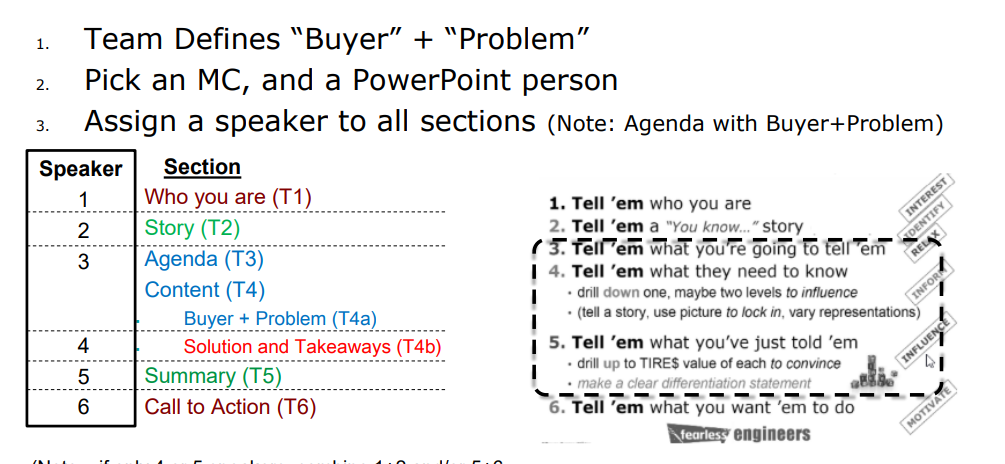 1. Team Defines “Buyer” + “Problem”
2. Pick an MC, and a PowerPoint person
3. Assign a speaker to all sections (Note: Agenda with Buyer+Problem)
Speaker Section
1 Who you are (T1)
2 Story (T2)
3 Agenda (T3)
Content (T4)
Buyer + Problem (T4a)
4 Solution and Takeaways (T4b)
5 Summary (T5)
6 Call to Action (T6)
1. Tell ’em who you are
2. Tell ’em a "You know..." story
3. Tell ’em what you’re going to tell ’em
4. Tell ’em what they need to know
• drill down one, maybe two levels to influence
• (tell a story, use picture to lock in, vary representations)
5. Tell ’em what you’ve just told ’em
• drill up to TIRE$ value of each to convince
• make a clear differentiation statement
6. Tell ’em what you want ’em to do
INTEREST
IDENTIFY
RELAX
INFORM
INFLUENCE
MOTIVATE
fearless engineers